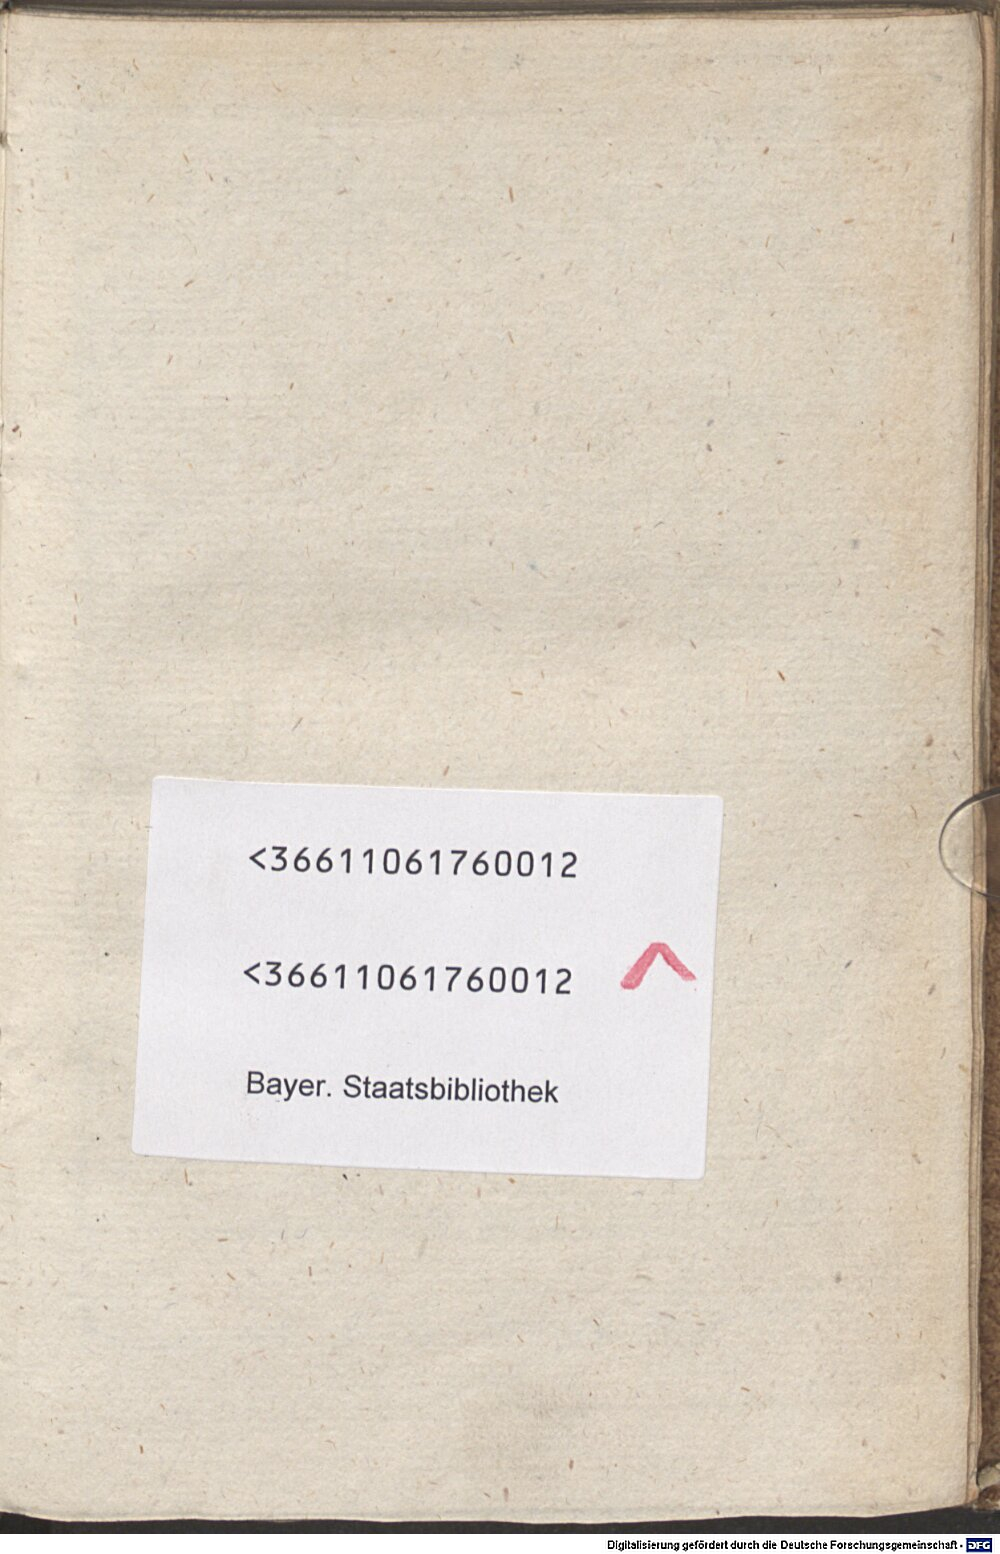 <36611061760012
<36611061760012
Bayer. Staatsbibliothek
Digitalisierung gefördert durch die Deutsche Forschungsgemeinschaft - DFG